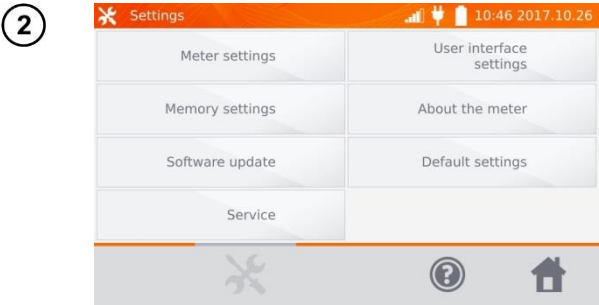 2
Settings
10:46 2017.10.26
Meter settings
User interface
settings
Memory settings
About the meter
Software update
Default settings
Service
?